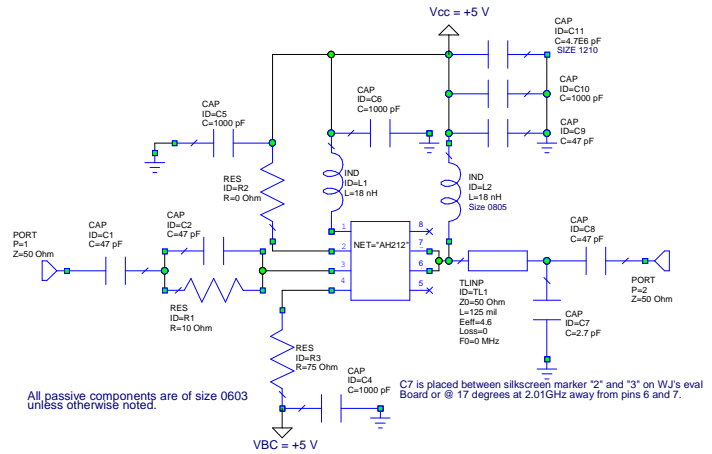 Vcc = +5 V
CAP
ID=C11
C=4.7E6 pF
SIZE 1210
CAP
ID=C10
C=1000 pF
CAP
ID=C9
C=47 pF
CAP
ID=C6
C=1000 pF
CAP
ID=C5
C=1000 pF
RES
ID=R2
R=0 Ohm
IND
ID=L1
L=18 nH
IND
ID=L2
L=18 nH
Size 0805
PORT
P=1
Z=50 Ohm
CAP
ID=C1
C=47 pF
CAP
ID=C2
C=47 pF
RES
ID=R1
R=10 Ohm
1
2
3
4
NET="AH212"
8
7
6
5
TLINP
ID=TL1
Z0=50 Ohm
L=125 mil
Eeff=4.6
Loss=0
F0=0 MHz
CAP
ID=C8
C=47 pF
PORT
P=2
Z=50 Ohm
CAP
ID=C7
C=2.7 pF
RES
ID=R3
R=75 Ohm
CAP
ID=C4
C=1000 pF
VBC = +5 V
All passive components are of size 0603
unless otherwise noted.
C7 is placed between silkscreen marker "2" and "3" on WJ's eval
Board or @ 17 degrees at 2.01GHz away from pins 6 and 7.